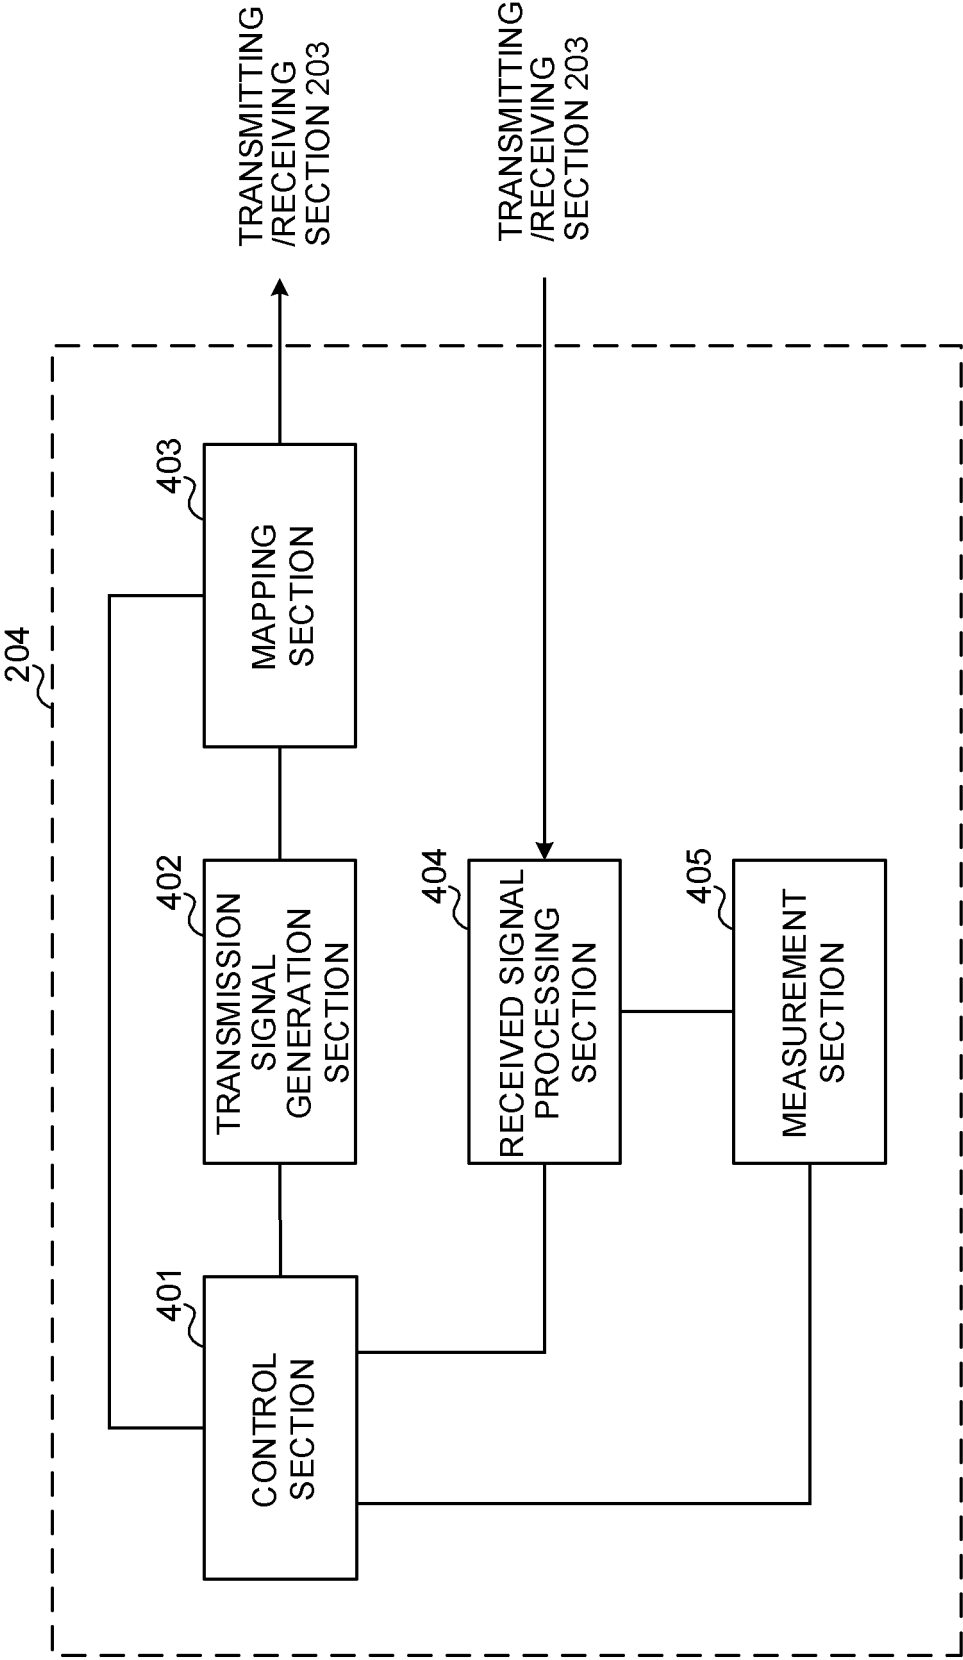 204
403
MAPPING
SECTION
TRANSMITTING
/RECEIVING
SECTION 203
402
TRANSMISSION
SIGNAL
GENERATION
SECTION
401
CONTROL
SECTION
404
RECEIVED SIGNAL
PROCESSING
SECTION
TRANSMITTING
/RECEIVING
SECTION 203
405
MEASUREMENT
SECTION